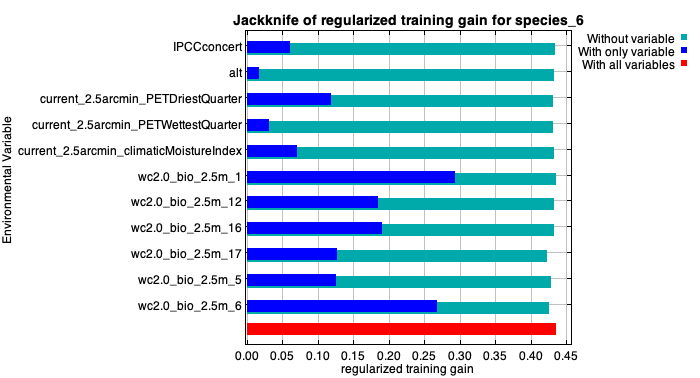 Jackknife of regularized training gain for species_6
Without variable
With only variable
With all variables
Environmental Variable
IPCCconcert
alt
current_2.5arcmin_PETDriestQuarter
current_2.5arcmin_PETWettestQuarter
current_2.5arcmin_climaticMoistureIndex
wc2.0_bio_2.5m_1
wc2.0_bio_2.5m_12
wc2.0_bio_2.5m_16
wc2.0_bio_2.5m_17
wc2.0_bio_2.5m_5
wc2.0_bio_2.5m_6
0.00 0.05 0.10 0.15 0.20 0.25 0.30 0.35 0.40 0.45
regularized training gain